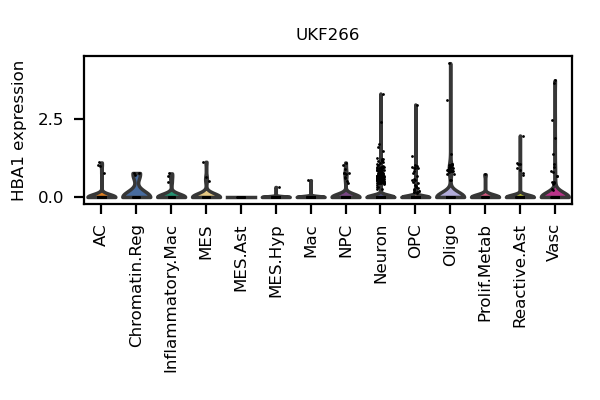 UKF266
HBA1 expression
2.5
0.0
AC
Chromatin.Reg
Inflammatory.Mac
MES
MES.Ast
MES.Hyp
Mac
NPC
Neuron
OPC
Oligo
Prolif.Metab
Reactive.Ast
Vasc